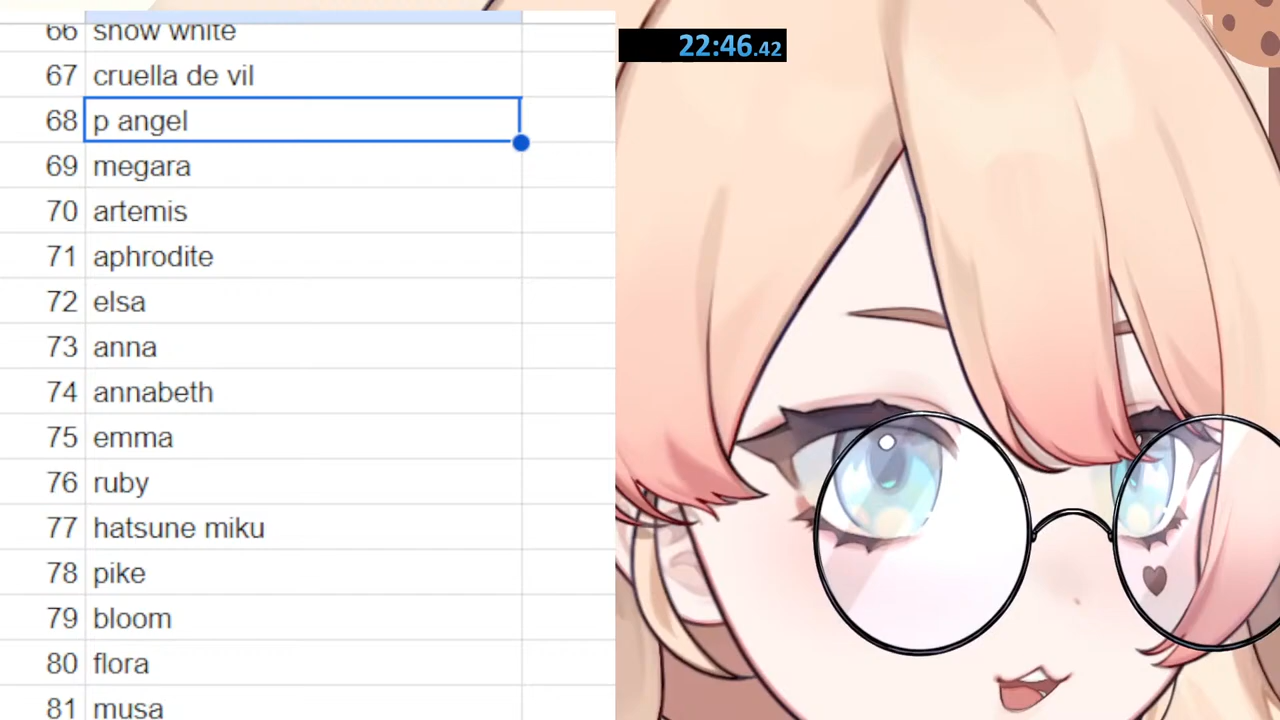 66 snow white
67 cruella de vil
68 p angel
69 megara
70 artemis
71 aphrodite
72 elsa
73 anna
74 annabeth
75 emma
76 ruby
77 hatsune miku
78 pike
79 bloom
80 flora
81 musa
22:46.42